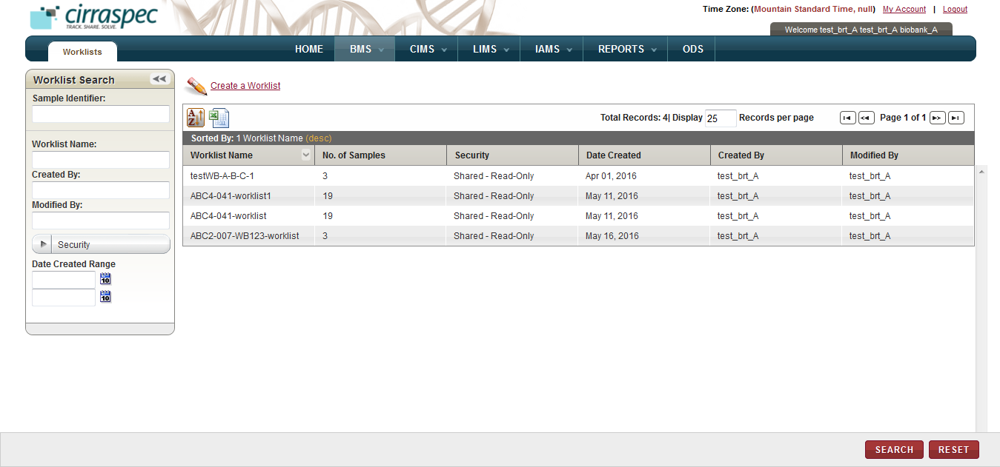 cirraspec
TRACK. SHARE. SOLVE.
Time Zone: (Mountain Standard Time, null) My Account | Logout
Welcome test_brt_A test_brt_A biobank_A
Worklists
HOME BMS CIMS LIMS IAMS REPORTS ODS
Worklist Search
Sample Identifier:
Worklist Name:
Created By:
Modified By:
Security
Date Created Range
10
10
Create a Worklist
A
Z
Total Records: 4| Display 25 Records per page Page 1 of 1
Sorted By: 1 Worklist Name (desc)
Worklist Name No. of Samples Security Date Created Created By Modified By
testWB-A-B-C-1 3 Shared - Read-Only Apr 01, 2016 test_brt_A test_brt_A
ABC4-041-worklist1 19 Shared - Read-Only May 11, 2016 test_brt_A test_brt_A
ABC4-041-worklist 19 Shared - Read-Only May 11, 2016 test_brt_A test_brt_A
ABC2-007-WB123-worklist 3 Shared - Read-Only May 16, 2016 test_brt_A test_brt_A
SEARCH RESET